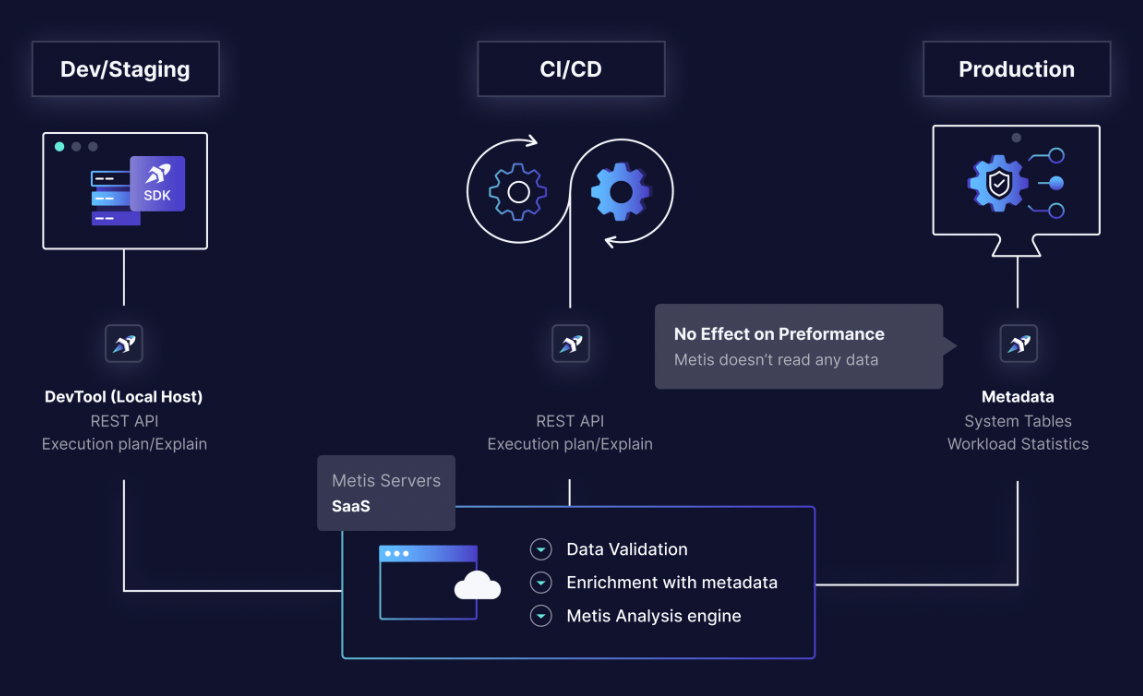 Dev/Staging
CI/CD
Production
SDK
No Effect on Preformance
Metis doesn't read any data
DevTool (Local Host)
REST API
Execution plan/Explain
REST API
Execution plan/Explain
Metadata
System Tables
Workload Statistics
Metis Servers
SaaS
Data Validation
Enrichment with metadata
Metis Analysis engine